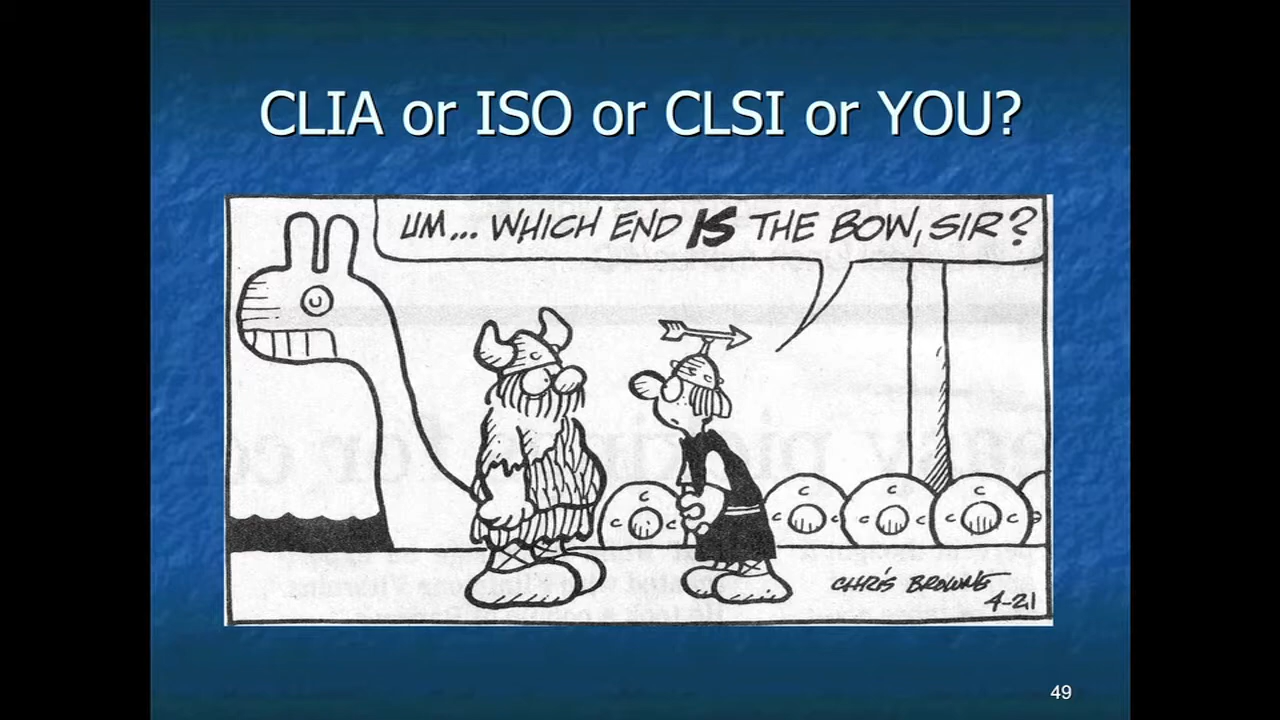 CLIA or ISO or CLSI or YOU?
UM... WHICH END IS THE BOW, SIR?
C
C C
C
C C
C
C C
C
C C
CHRIS BROWNE
4-21
49